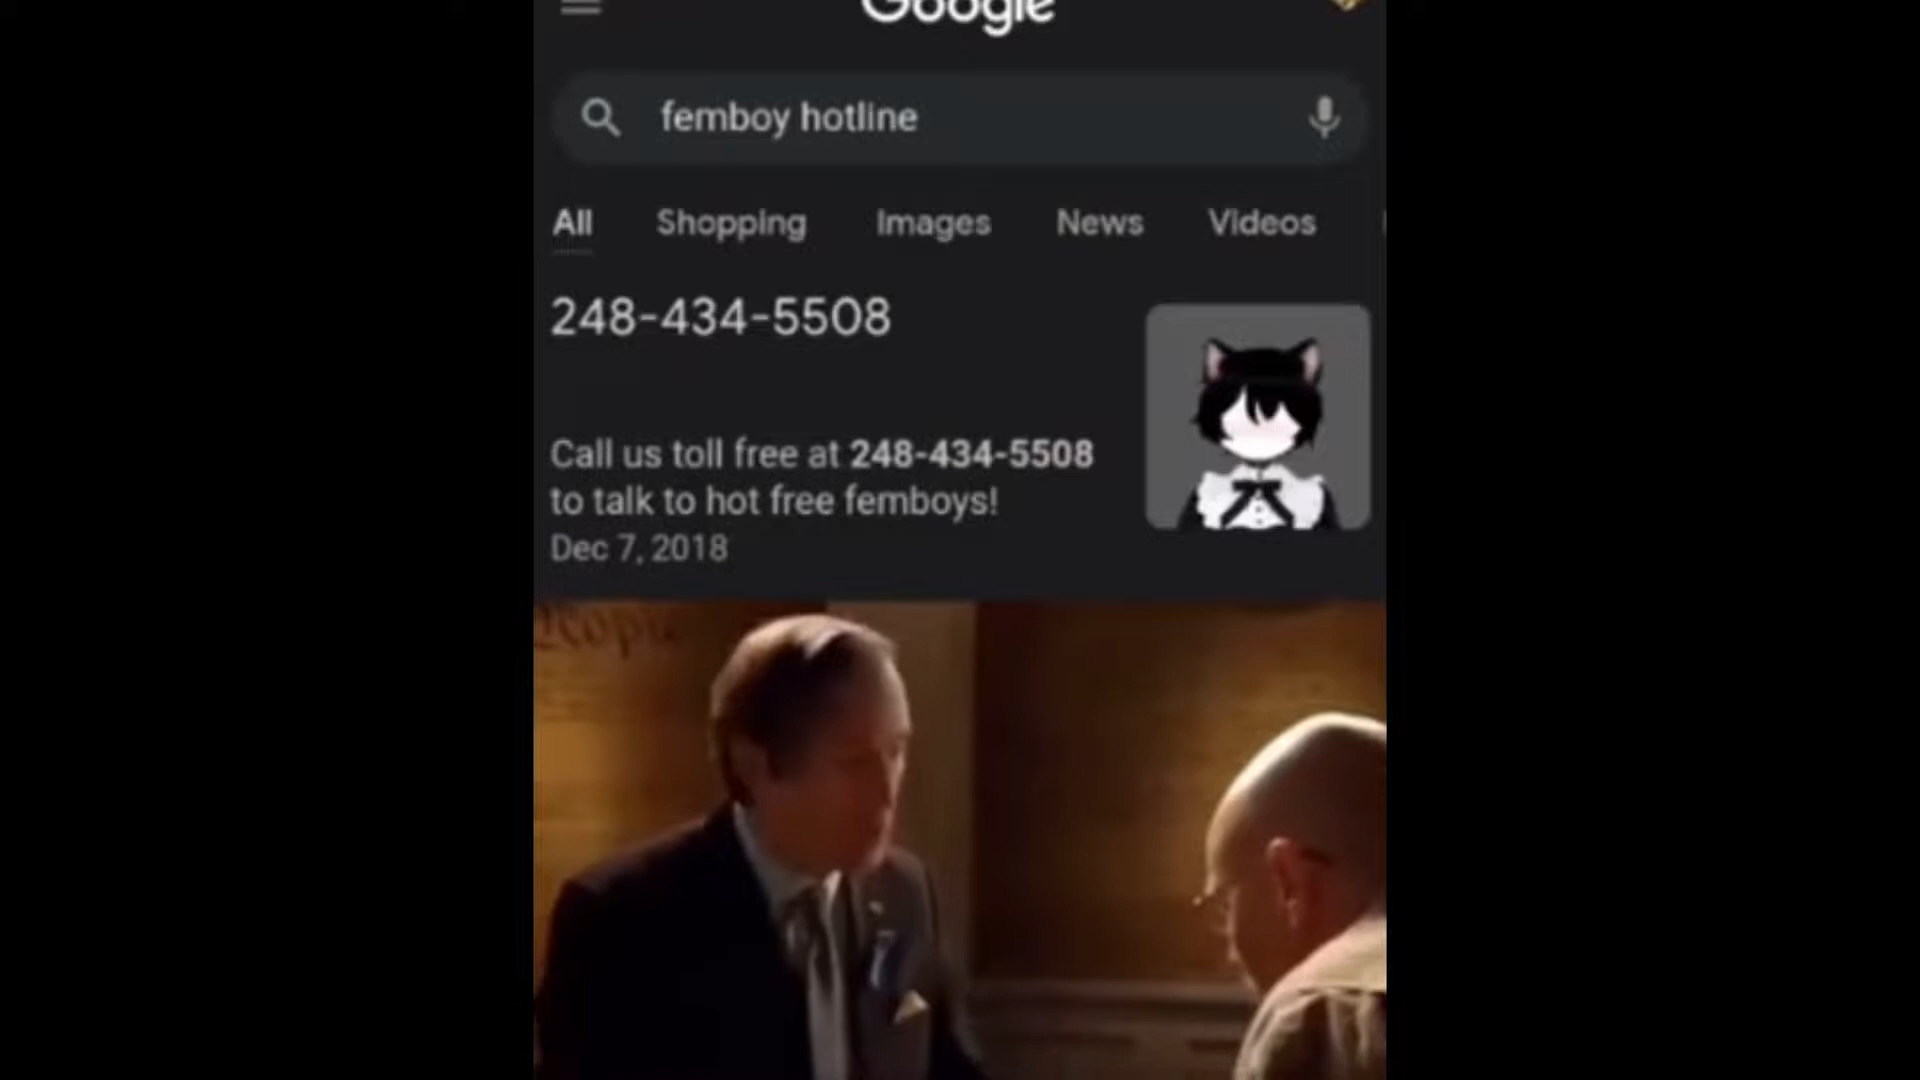 Google
femboy hotline
All Shopping Images News Videos
248-434-5508
Call us toll free at 248-434-5508
to talk to hot free femboys!
Dec 7, 2018
People